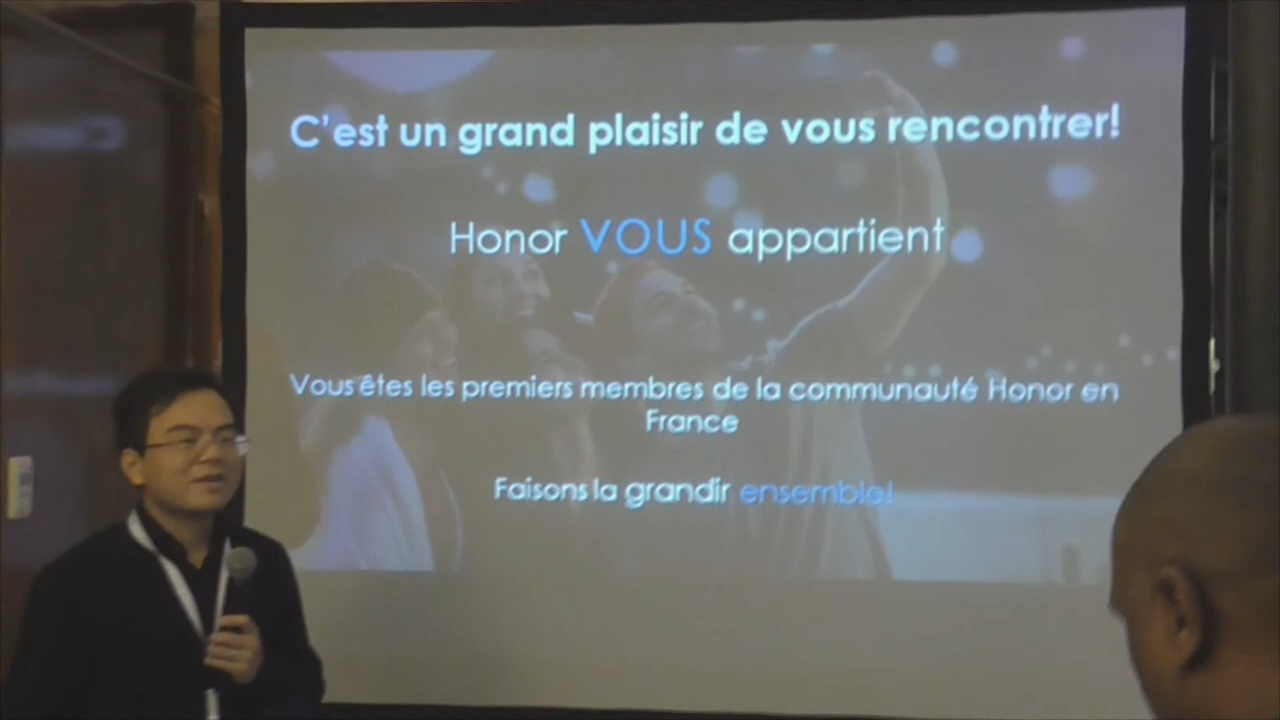 C'est un grand plaisir de vous rencontrer!
Honor VOUS appartient
Vous êtes les premiers membres de la communauté Honor en
France
Faisons la grandir ensemble!